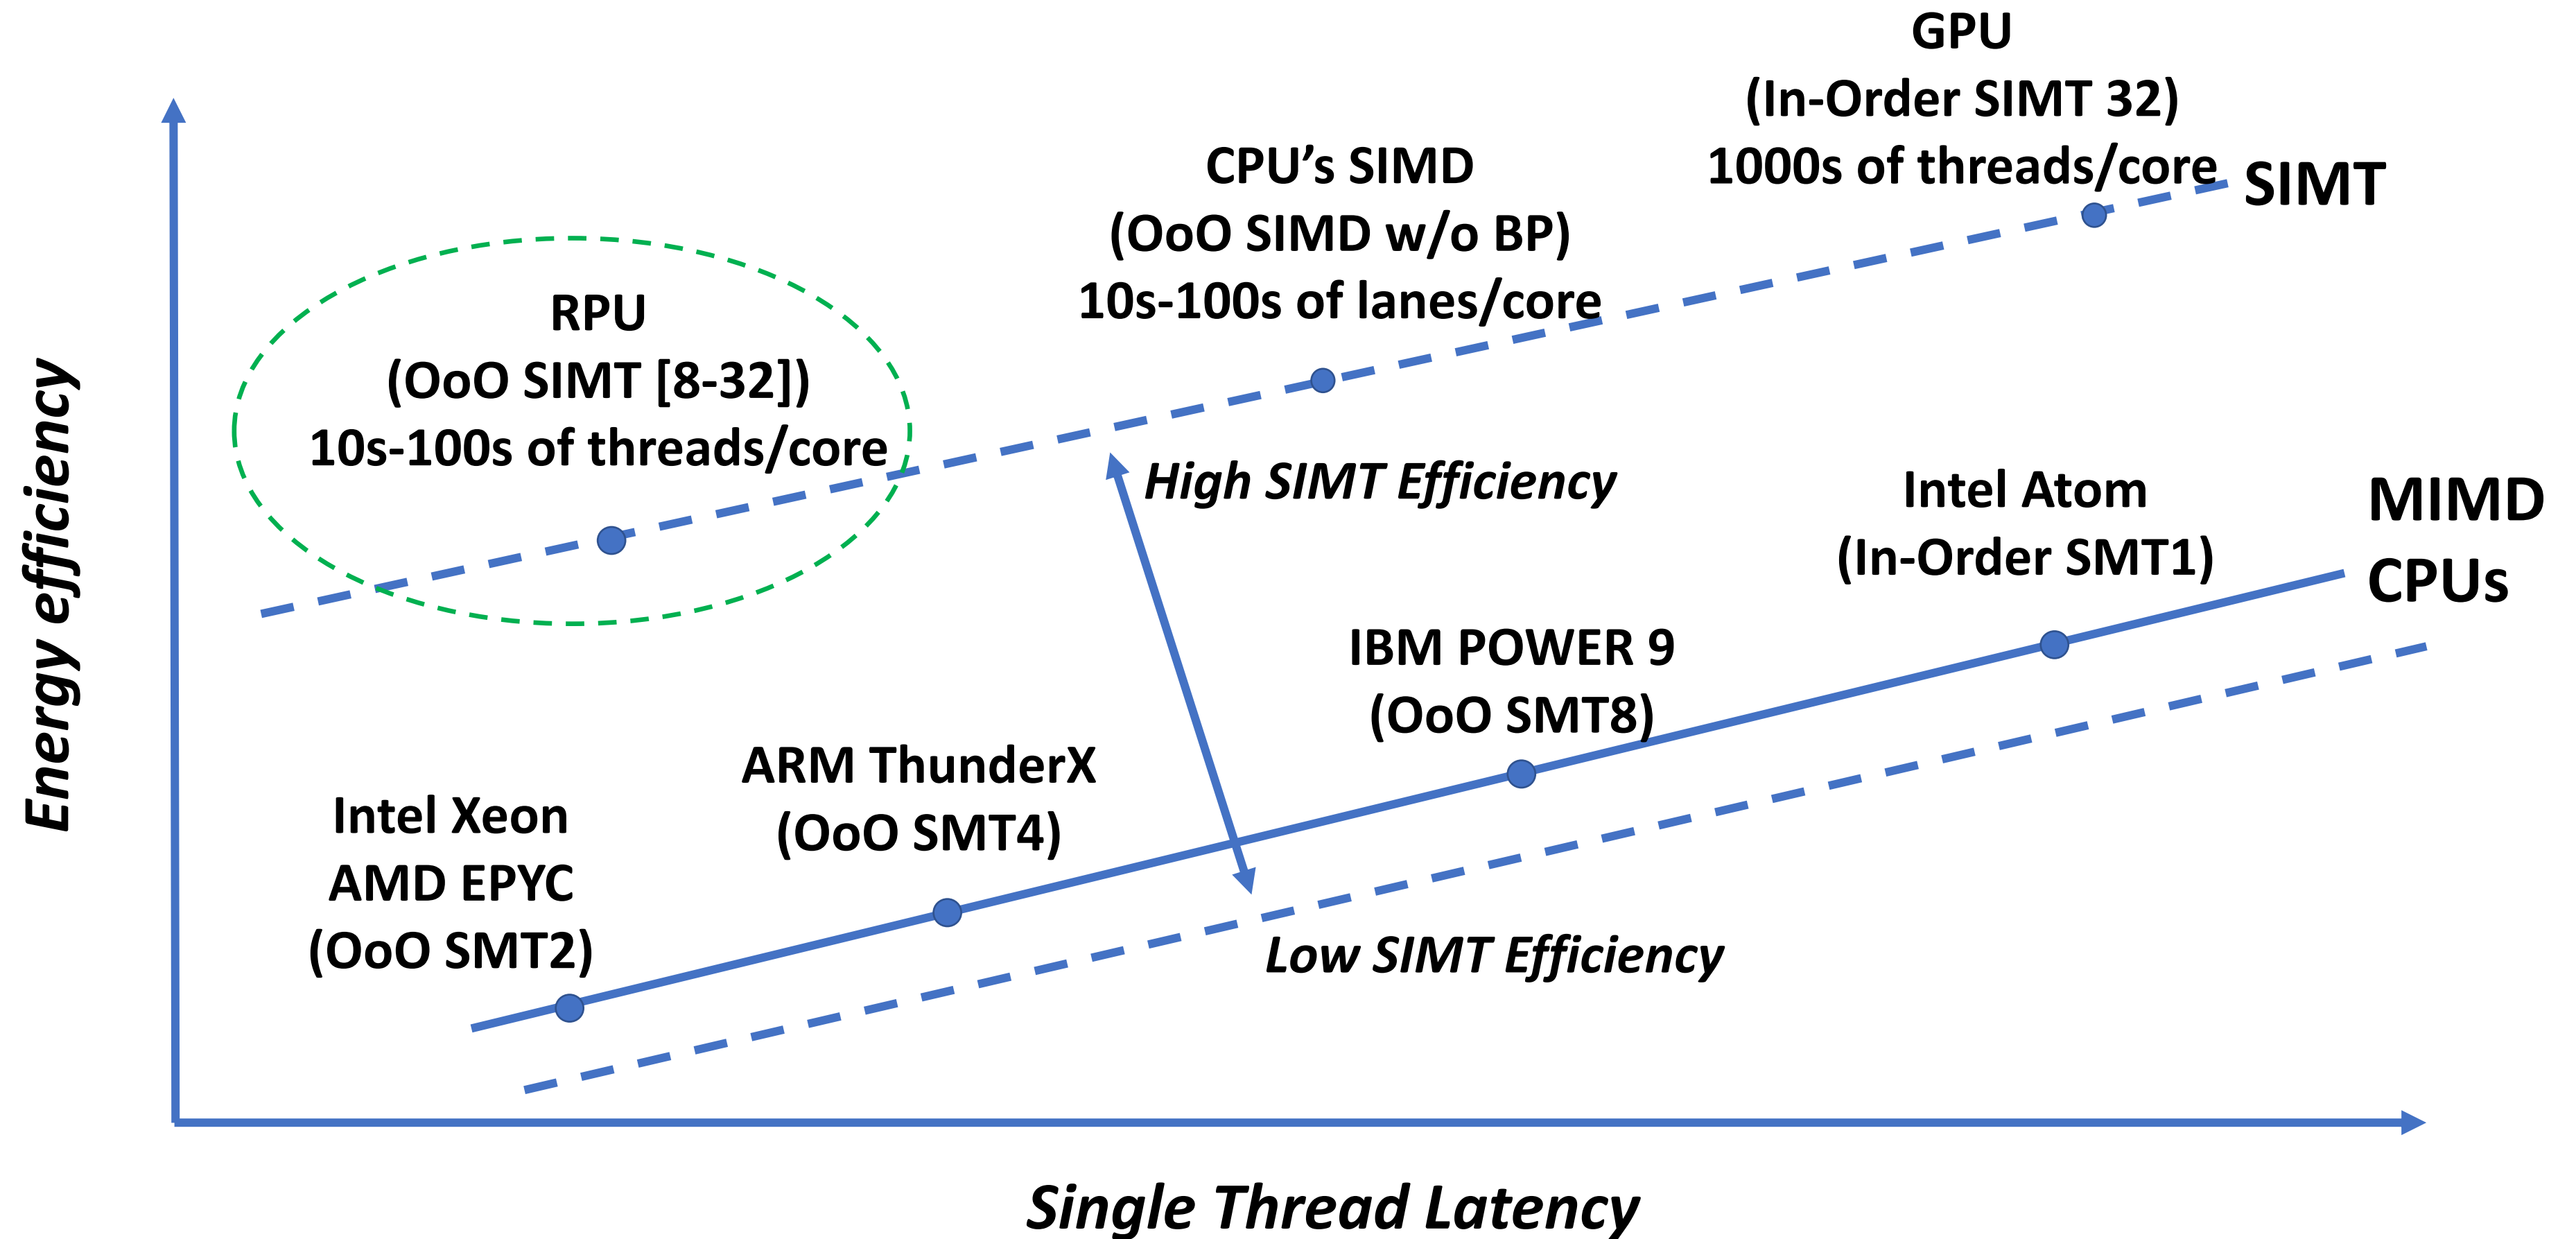 GPU
(In-Order SIMT 32)
1000s of threads/core
SIMT
CPU’s SIMD
(OoO SIMD w/o BP)
10s-100s of lanes/core
RPU
(OoO SIMT [8-32])
10s-100s of threads/core
High SIMT Efficiency
Intel Atom
(In-Order SMT1)
MIMD
CPUs
IBM POWER 9
(OoO SMT8)
ARM ThunderX
(OoO SMT4)
Intel Xeon
AMD EPYC
(OoO SMT2)
Low SIMT Efficiency
Energy efficiency
Single Thread Latency